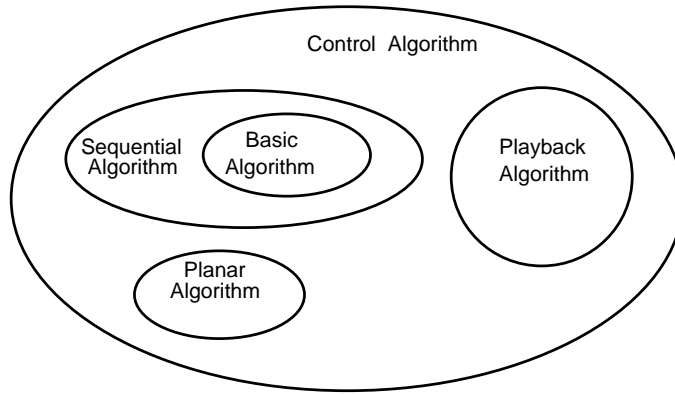 Control Algorithm
Sequential
Algorithm
Basic
Algorithm
Playback
Algorithm
Planar
Algorithm